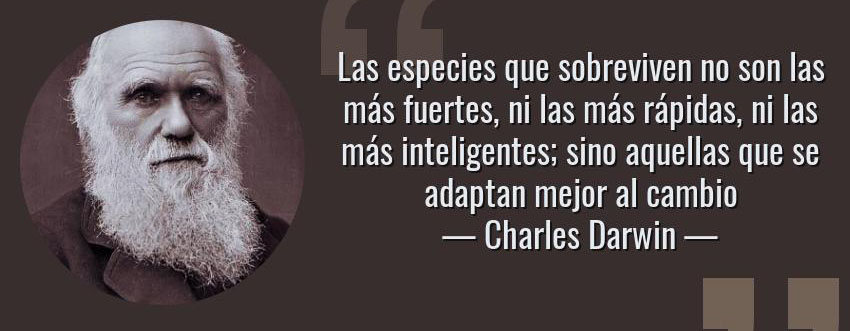 Las especies que sobreviven no son las
más fuertes, ni las más rápidas, ni las
más inteligentes; sino aquellas que se
adaptan mejor al cambio
— Charles Darwin —